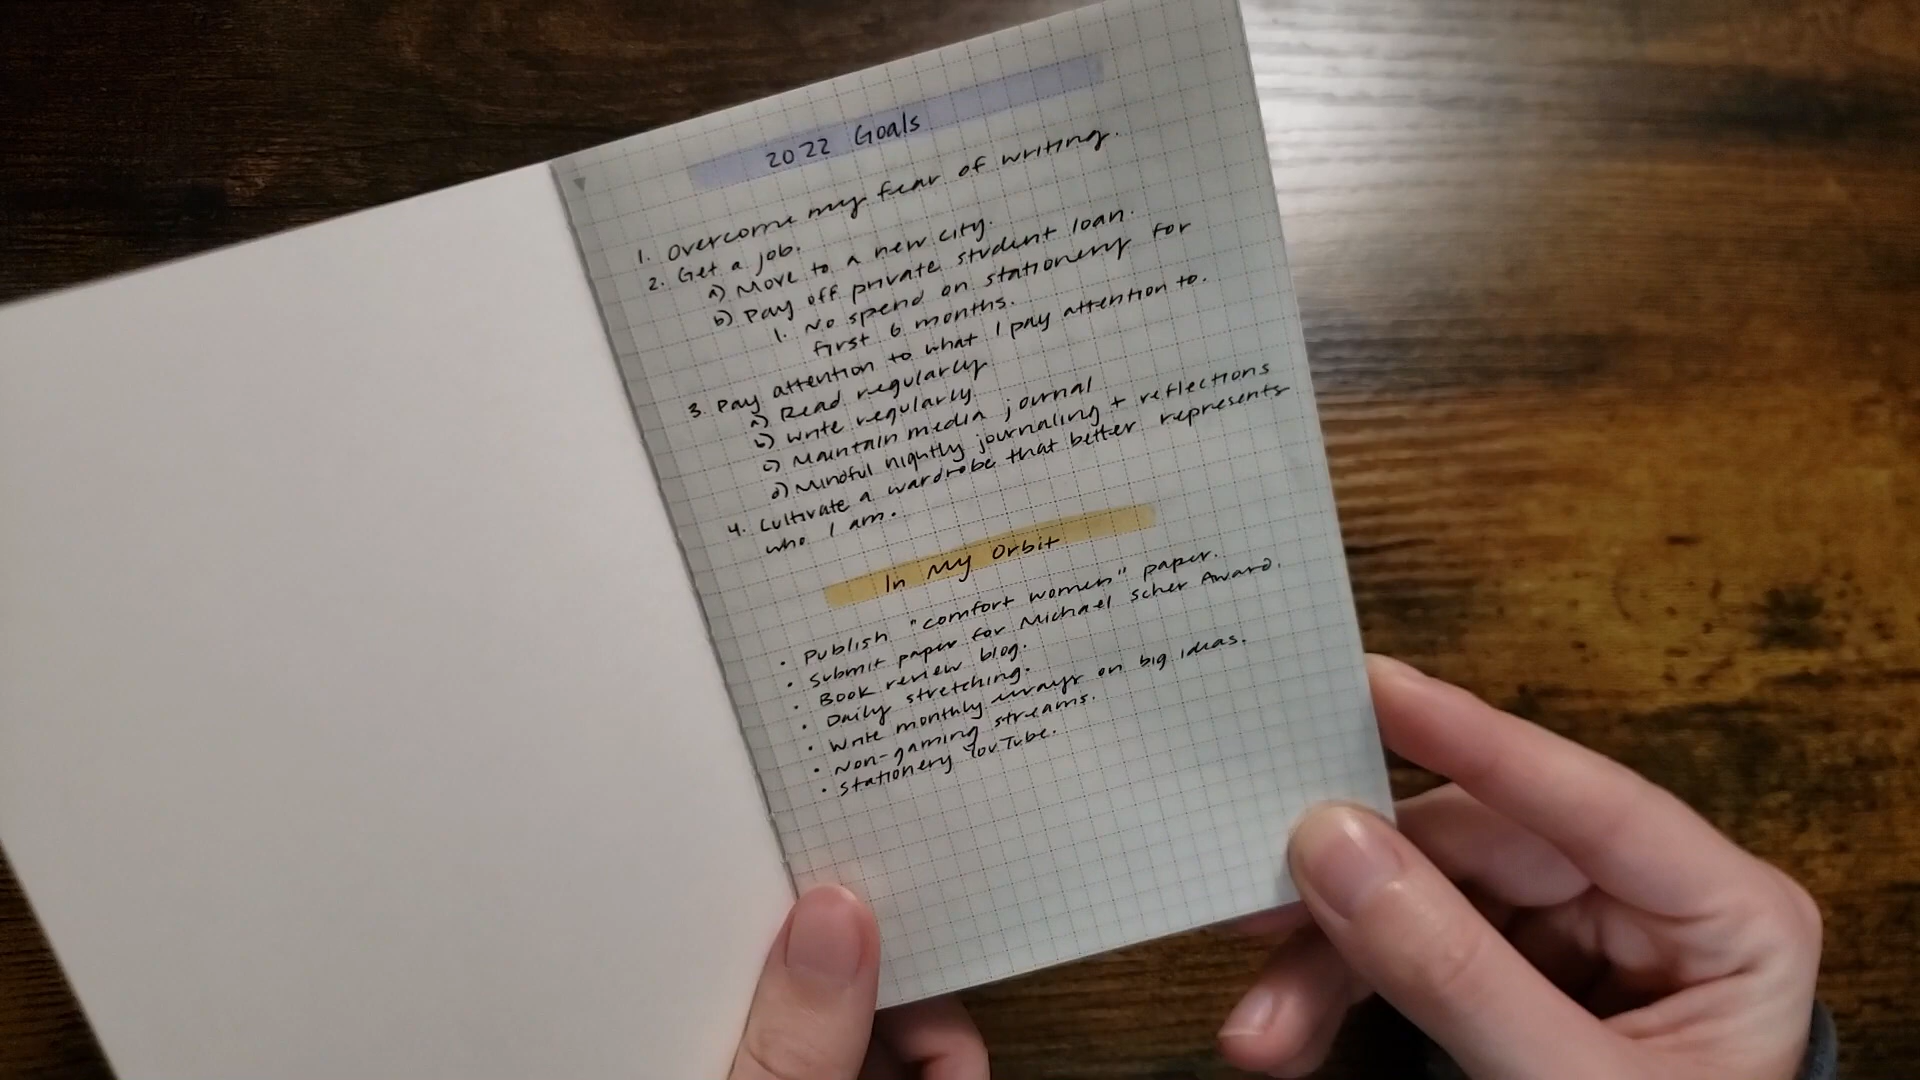 2022 Goals
1. Overcome my fear of writing.
2. Get a job.
a) Move to a new city.
b) Pay off private student loan.
1. No spend on stationery for
first 6 months.
3. Pay attention to what I pay attention to.
a) Read regularly
b) Write regularly.
c) Maintain media journal
d) Mindful nightly journaling + reflections
4. Cultivate a wardrobe that better represents
who I am.
In My Orbit
• Publish "comfort women" paper.
• Submit paper for Michael Scher Award.
• Book review blog.
• Daily stretching.
• Write monthly essays on big ideas.
• Non-gaming streams.
• Stationery YouTube.